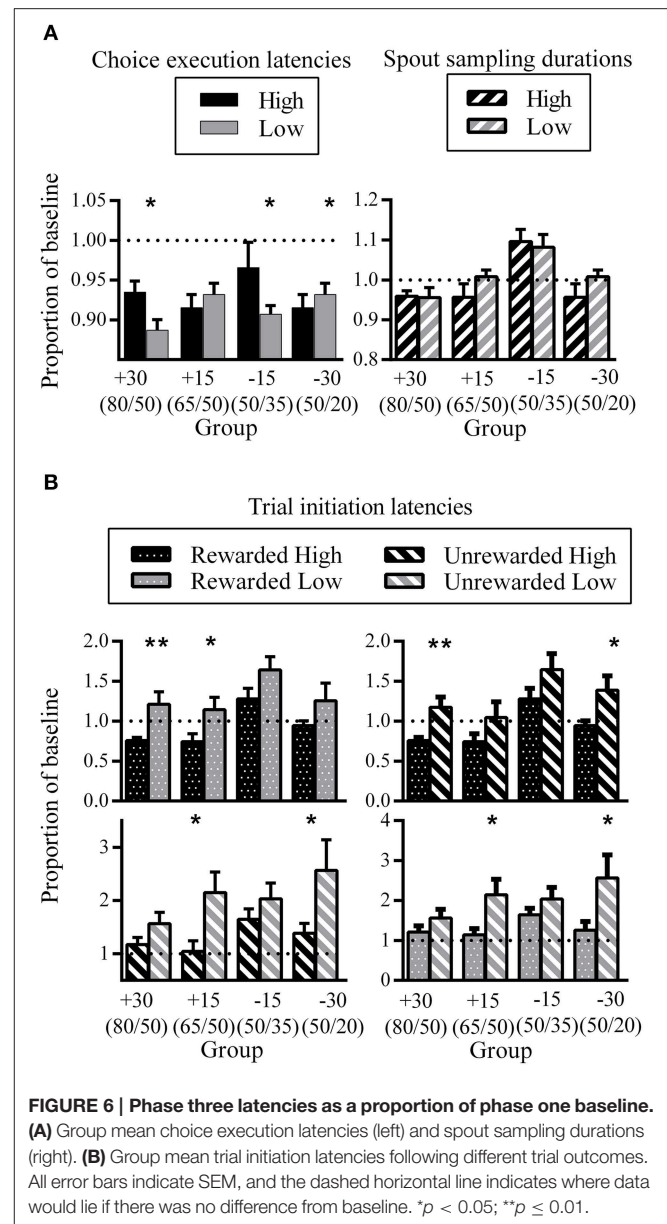 A
Choice execution latencies
High
Low
Spout sampling durations
High
Low
Proportion of baseline
1.05
1.00
0.95
0.90
* * *
+30 +15 -15 -30
(80/50) (65/50) (50/35) (50/20)
Group
1.2
1.1
1.0
0.9
0.8
+30 +15 -15 -30
(80/50) (65/50) (50/35) (50/20)
Group
B
Trial initiation latencies
Rewarded High
Unrewarded High
Rewarded Low
Unrewarded Low
Proportion of baseline
2.0
1.5
1.0
0.5
0.0
** *
2.0
1.5
1.0
0.5
0.0
** *
3
2
1
* *
+30 +15 -15 -30
(80/50) (65/50) (50/35) (50/20)
Group
4
3
2
1
0
* *
+30 +15 -15 -30
(80/50) (65/50) (50/35) (50/20)
Group
FIGURE 6 | Phase three latencies as a proportion of phase one baseline.
(A) Group mean choice execution latencies (left) and spout sampling durations
(right). (B) Group mean trial initiation latencies following different trial outcomes.
All error bars indicate SEM, and the dashed horizontal line indicates where data
would lie if there was no difference from baseline. *p < 0.05; **p ≤ 0.01.